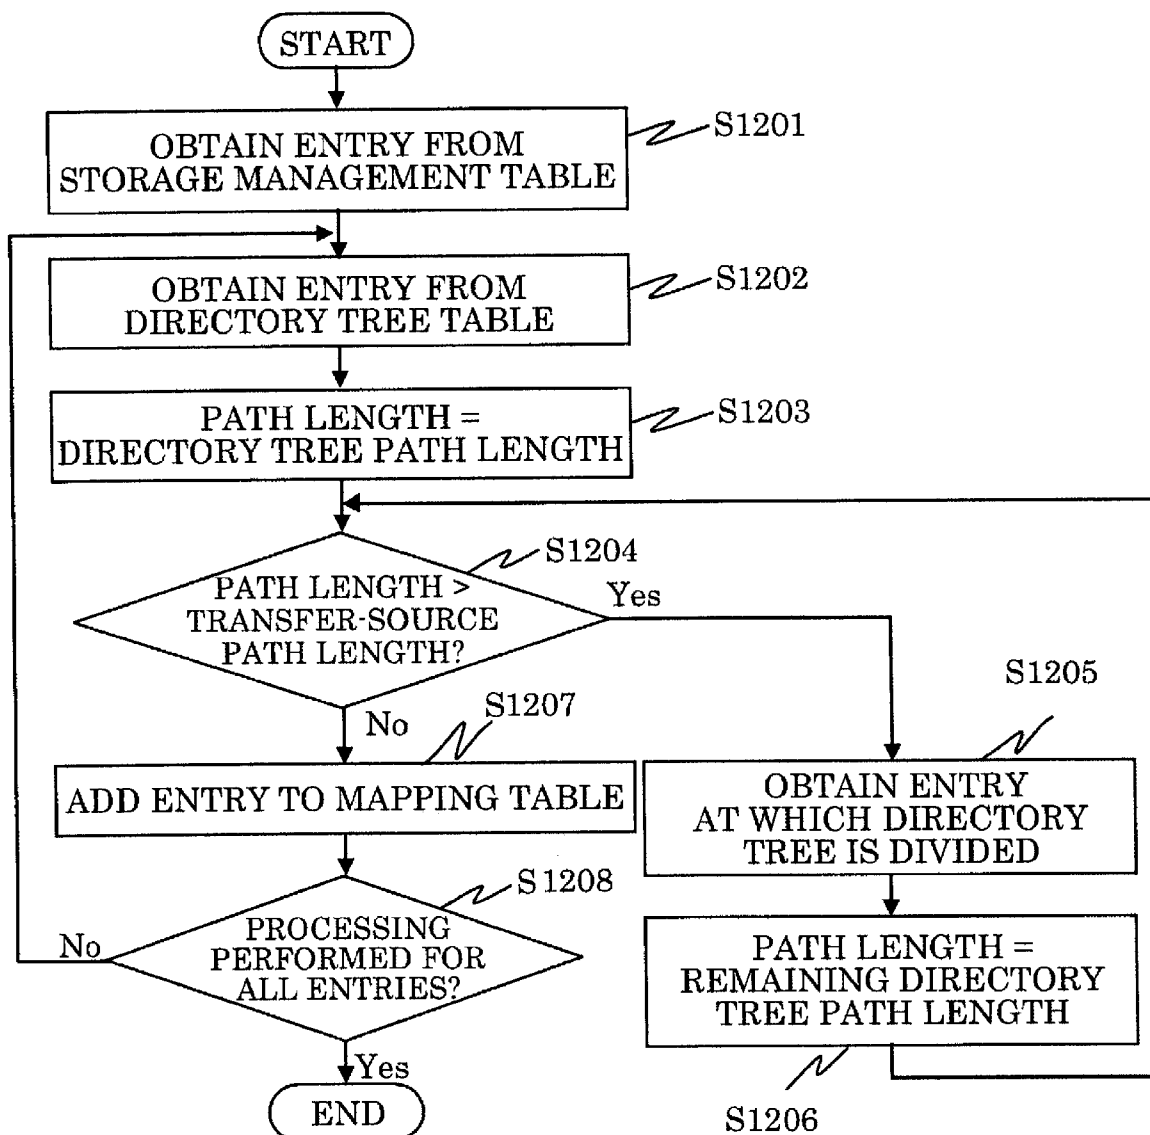 START
OBTAIN ENTRY FROM
STORAGE MANAGEMENT TABLE
S1201
OBTAIN ENTRY FROM
DIRECTORY TREE TABLE
S1202
PATH LENGTH =
DIRECTORY TREE PATH LENGTH
S1203
PATH LENGTH >
TRANSFER-SOURCE
PATH LENGTH?
S1204
Yes
No
S1205
OBTAIN ENTRY
AT WHICH DIRECTORY
TREE IS DIVIDED
S1207
ADD ENTRY TO MAPPING TABLE
PATH LENGTH =
REMAINING DIRECTORY
TREE PATH LENGTH
S1206
S1208
PROCESSING
PERFORMED FOR
ALL ENTRIES?
No
Yes
END